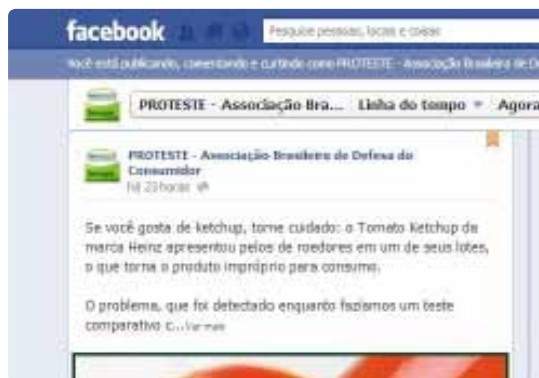 facebook
Pesquise pessoas, locais e coisas
Você está publicando, comentando e curtindo como PROTESTE - Associação Brasileira de De
PROTESTE - Associação Bra... Linha do tempo Agora
PROTESTE - Associação Brasileira de Defesa do
Consumidor
há 23 horas
Se você gosta de ketchup, tome cuidado: o Tomato Ketchup da
marca Heinz apresentou pelos de roedores em um de seus lotes,
o que torna o produto impróprio para consumo.
O problema, que foi detectado enquanto fazíamos um teste
comparativo c...Ver mais